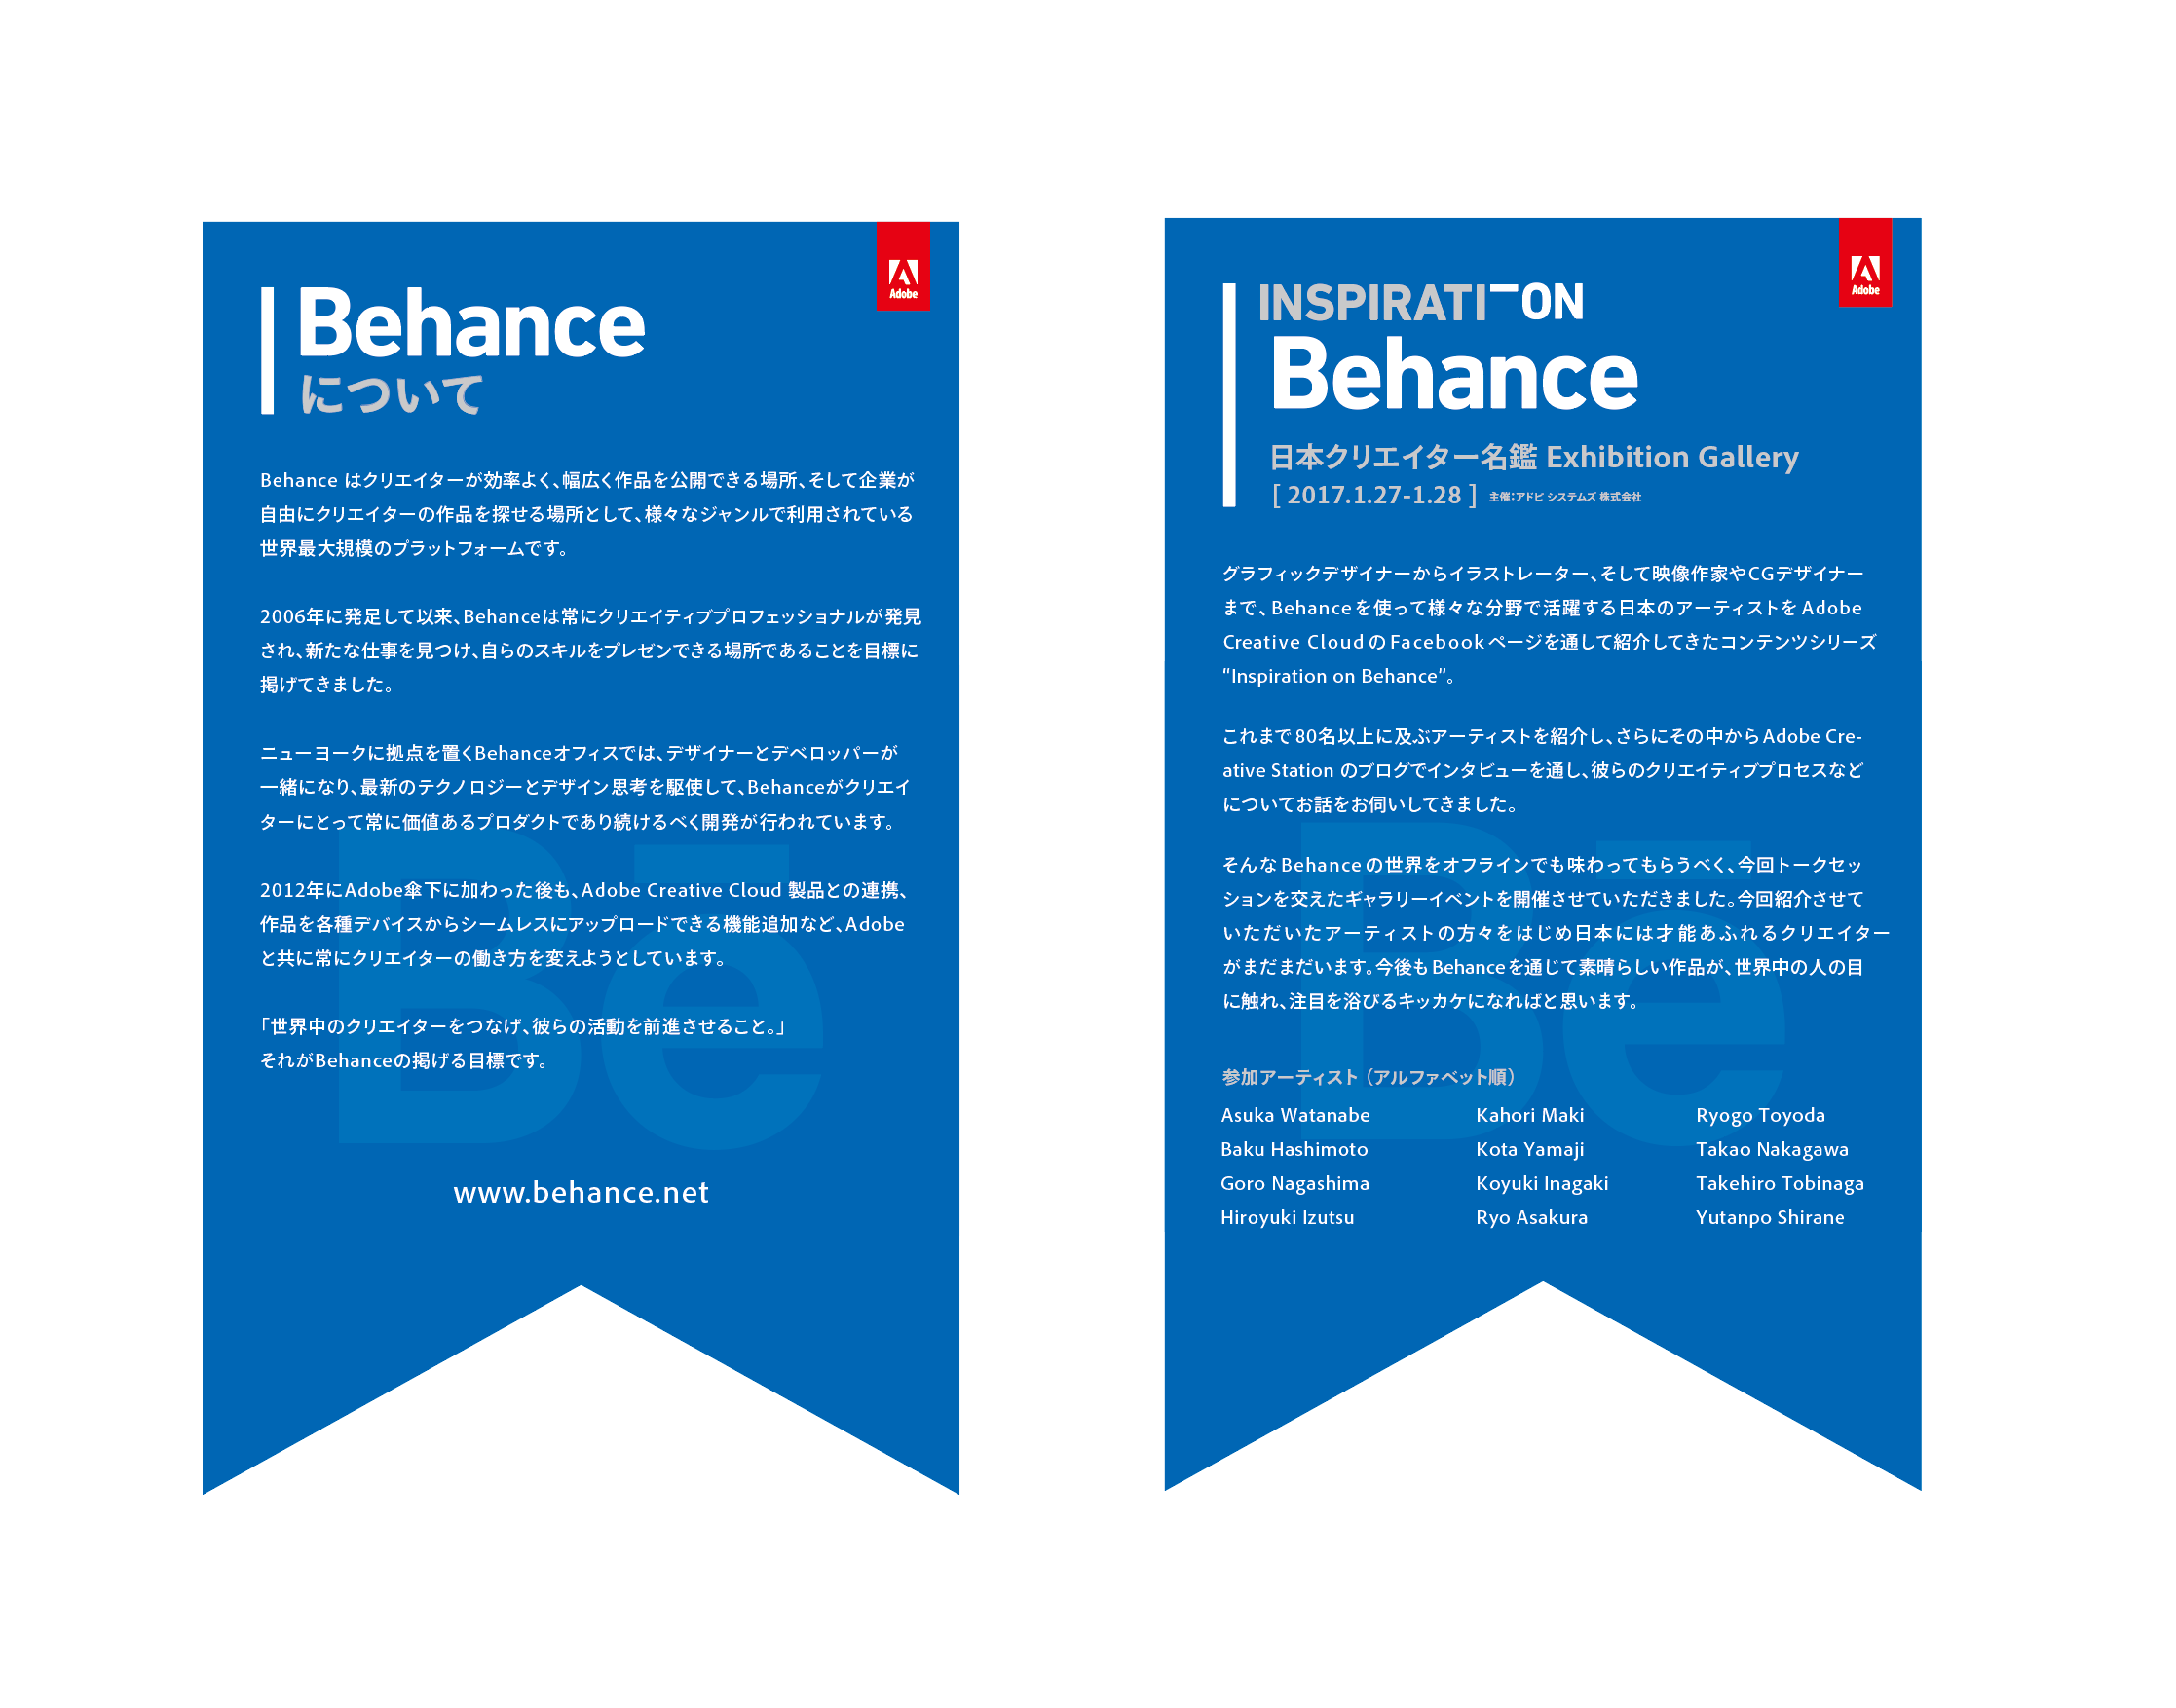 Adobe
Behance
について
Behance はクリエイターが効率よく、幅広く作品を公開できる場所、そして企業が
自由にクリエイターの作品を探せる場所として、様々なジャンルで利用されている
世界最大規模のプラットフォームです。
2006年に発足して以来、Behanceは常にクリエイティブプロフェッショナルが発見
され、新たな仕事を見つけ、自らのスキルをプレゼンできる場所であることを目標に
掲げてきました。
ニューヨークに拠点を置くBehanceオフィスでは、デザイナーとデベロッパーが
一緒になり、最新のテクノロジーとデザイン思考を駆使して、Behanceがクリエイ
ターにとって常に価値あるプロダクトであり続けるべく開発が行われています。
2012年にAdobe傘下に加わった後も、Adobe Creative Cloud 製品との連携、
作品を各種デバイスからシームレスにアップロードできる機能追加など、Adobe
と共に常にクリエイターの働き方を変えようとしています。
「世界中のクリエイターをつなげ、彼らの活動を前進させること。」
それがBehanceの掲げる目標です。
Bē
www.behance.net
Adobe
INSPIRATI ON
Behance
日本クリエイター名鑑 Exhibition Gallery
[ 2017.1.27-1.28 ] 主催：アドビ システムズ 株式会社
グラフィックデザイナーからイラストレーター、そして映像作家やCGデザイナー
まで、Behanceを使って様々な分野で活躍する日本のアーティストを Adobe
Creative Cloud の Facebook ページを通して紹介してきたコンテンツシリーズ
“Inspiration on Behance”。
これまで 80名以上に及ぶアーティストを紹介し、さらにその中から Adobe Cre-
ative Station のブログでインタビューを通し、彼らのクリエイティブプロセスなど
についてお話をお伺いしてきました。
そんな Behance の世界をオフラインでも味わってもらうべく、今回トークセッ
ションを交えたギャラリーイベントを開催させていただきました。今回紹介させて
いただいたアーティストの方々をはじめ日本には才能あふれるクリエイター
がまだまだいます。今後も Behance を通じて素晴らしい作品が、世界中の人の目
に触れ、注目を浴びるキッカケになればと思います。
Bē
参加アーティスト（アルファベット順）
Asuka Watanabe Kahori Maki Ryogo Toyoda
Baku Hashimoto Kota Yamaji Takao Nakagawa
Goro Nagashima Koyuki Inagaki Takehiro Tobinaga
Hiroyuki Izutsu Ryo Asakura Yutanpo Shirane